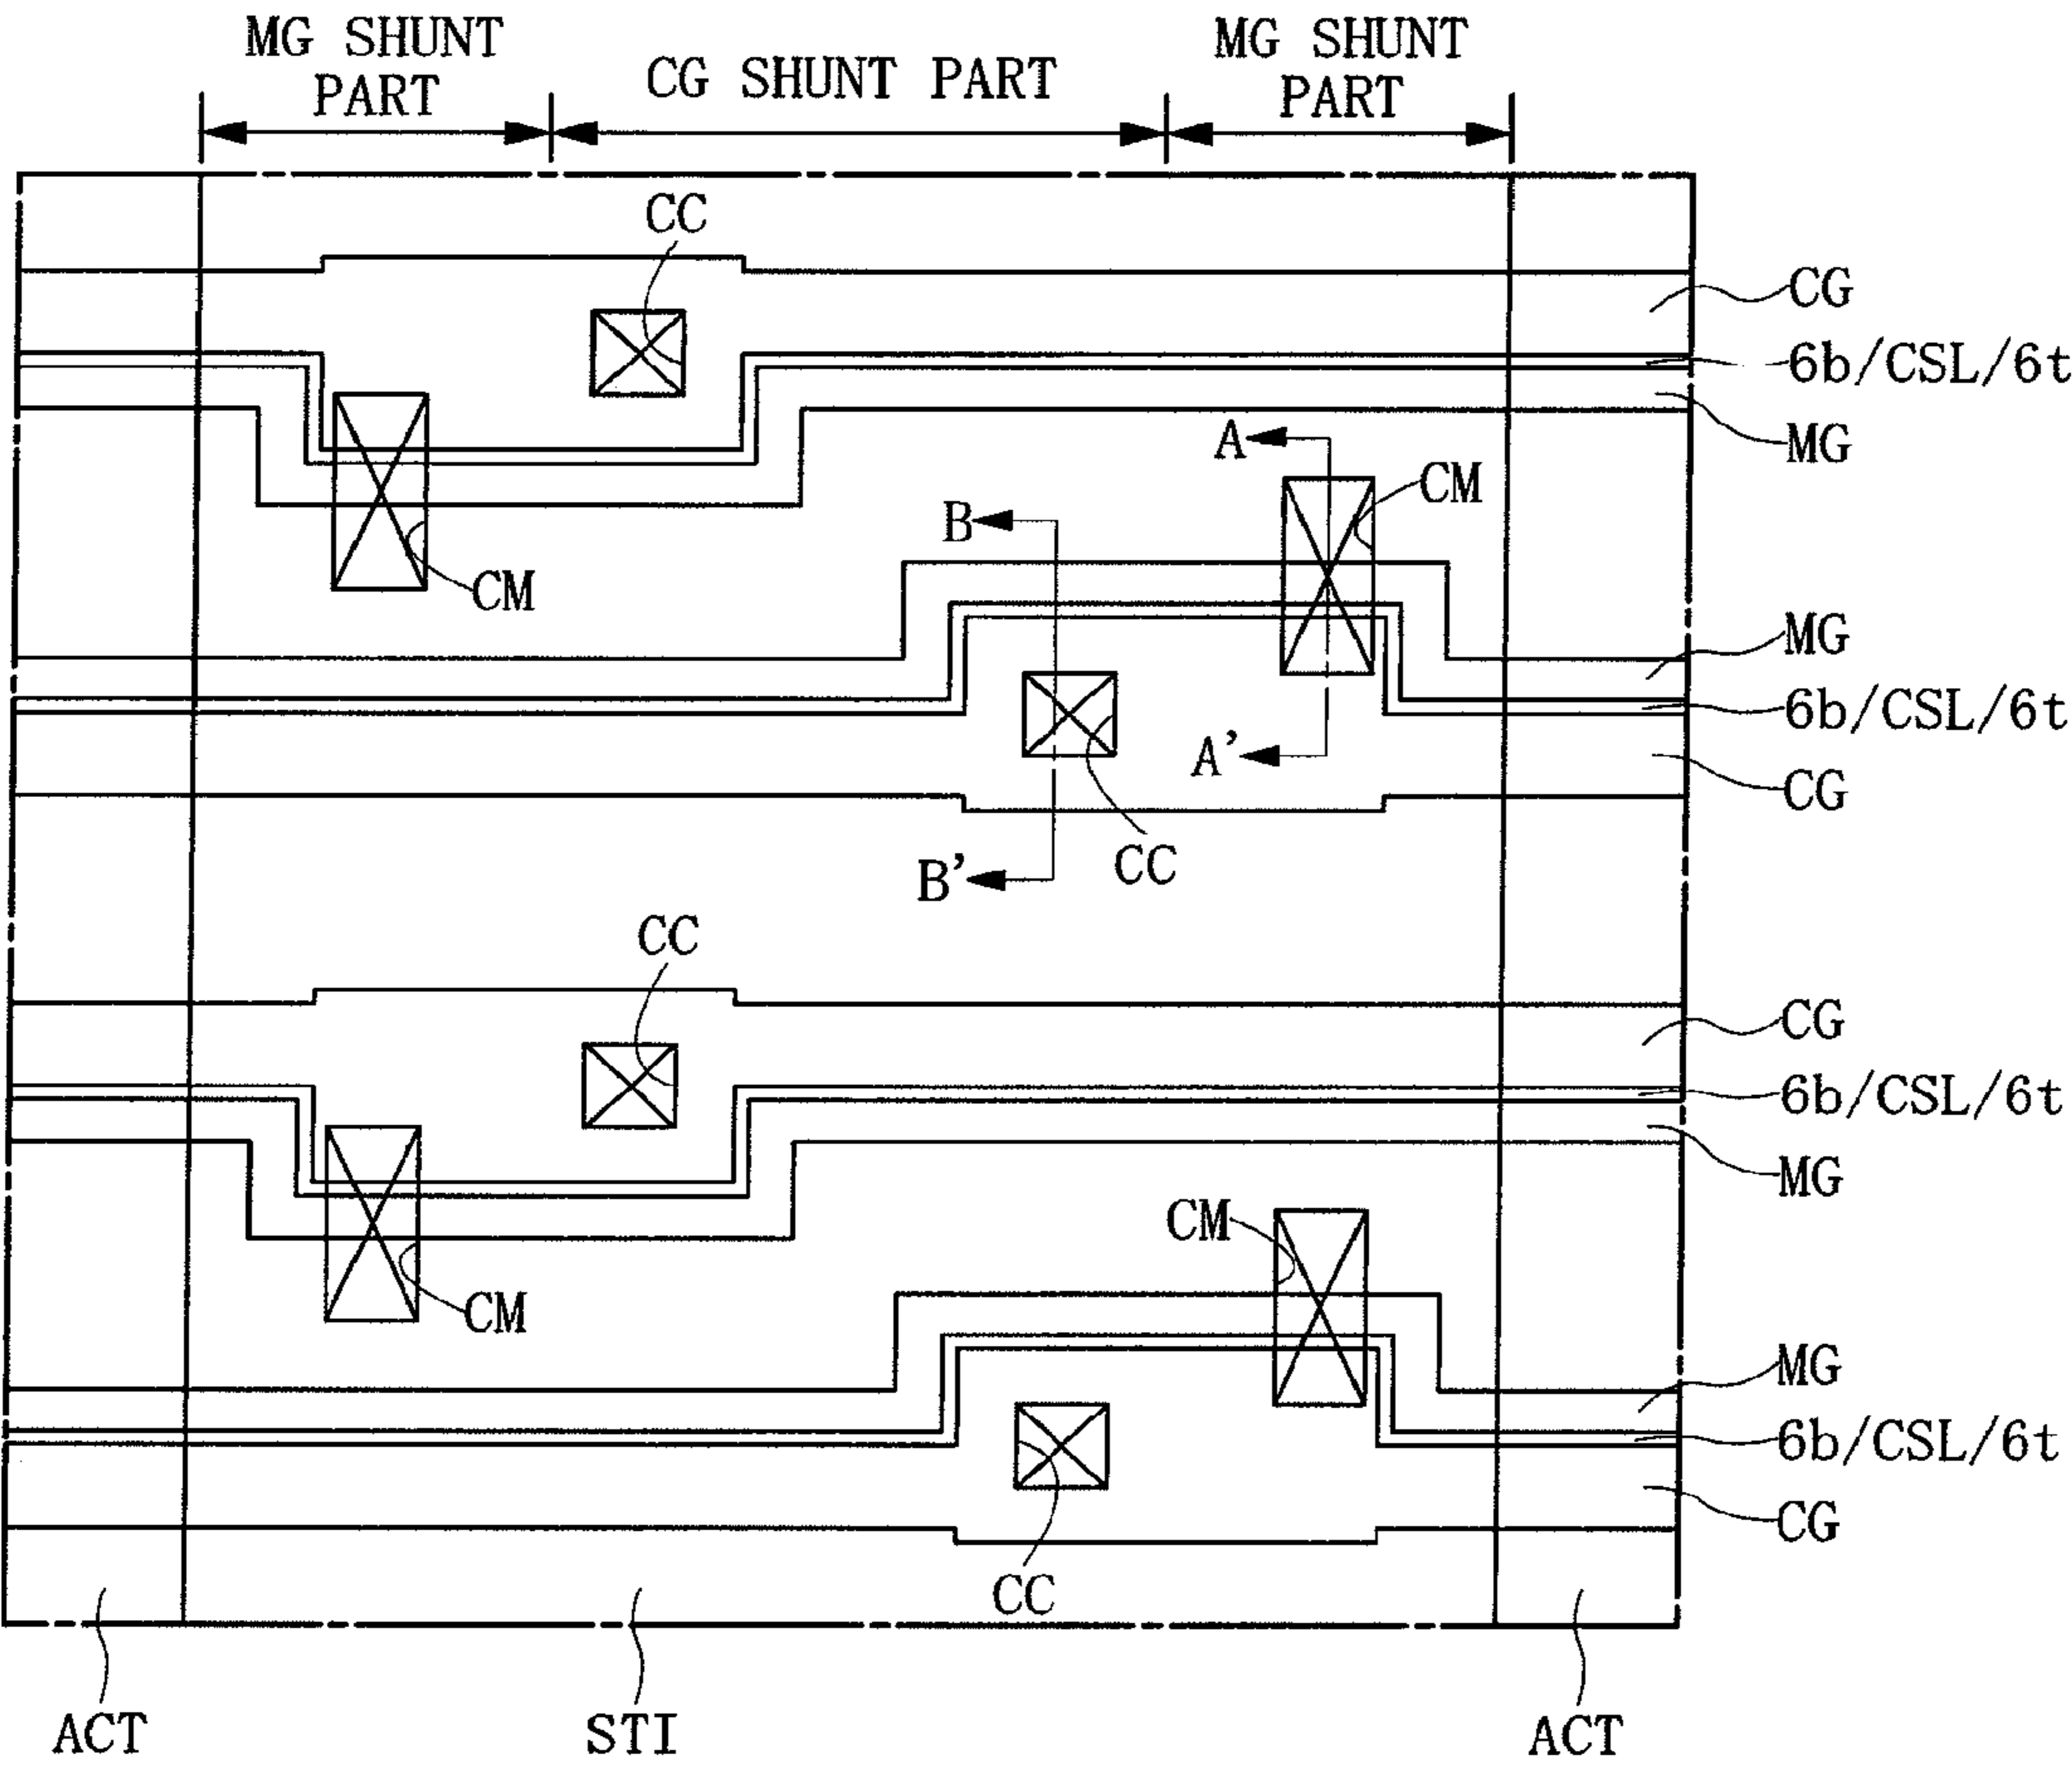 MG SHUNT
PART
CG SHUNT PART
MG SHUNT
PART
CC
CG
6b/CSL/6t
MG
A
CM
B
CM
MG
6b/CSL/6t
A'
CG
CC
B'
CC
CG
6b/CSL/6t
MG
CM
CM
MG
6b/CSL/6t
CG
CC
ACT
STI
ACT